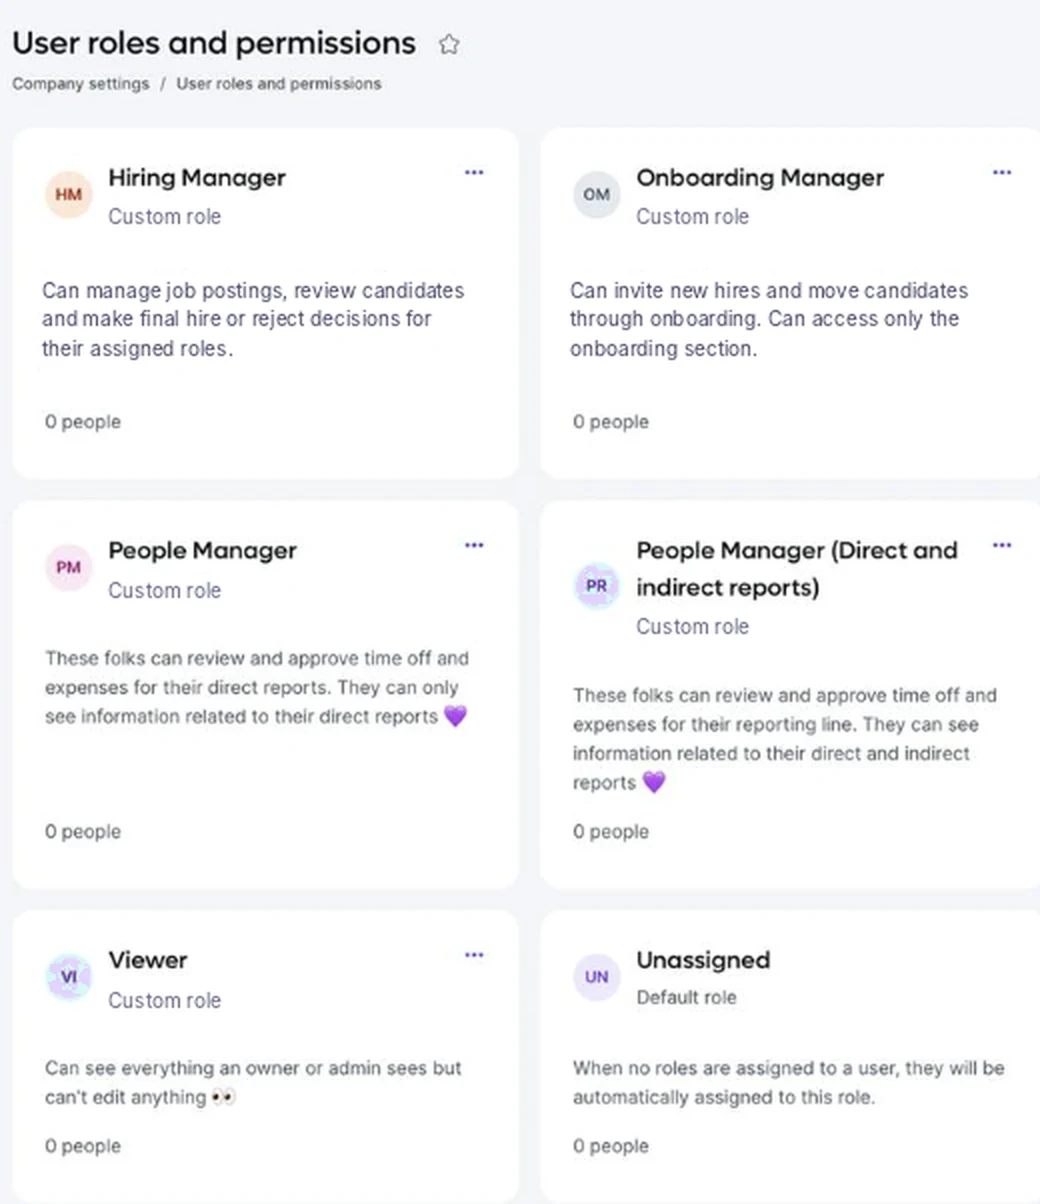 User roles and permissions
Company settings / User roles and permissions
HM
Hiring Manager
Custom role
Can manage job postings, review candidates
and make final hire or reject decisions for
their assigned roles.
0 people
OM
Onboarding Manager
Custom role
Can invite new hires and move candidates
through onboarding. Can access only the
onboarding section.
0 people
PM
People Manager
Custom role
These folks can review and approve time off and
expenses for their direct reports. They can only
see information related to their direct reports 💜
0 people
PR
People Manager (Direct and
indirect reports)
Custom role
These folks can review and approve time off and
expenses for their reporting line. They can see
information related to their direct and indirect
reports 💜
0 people
VI
Viewer
Custom role
Can see everything an owner or admin sees but
can't edit anything 👀
0 people
UN
Unassigned
Default role
When no roles are assigned to a user, they will be
automatically assigned to this role.
0 people